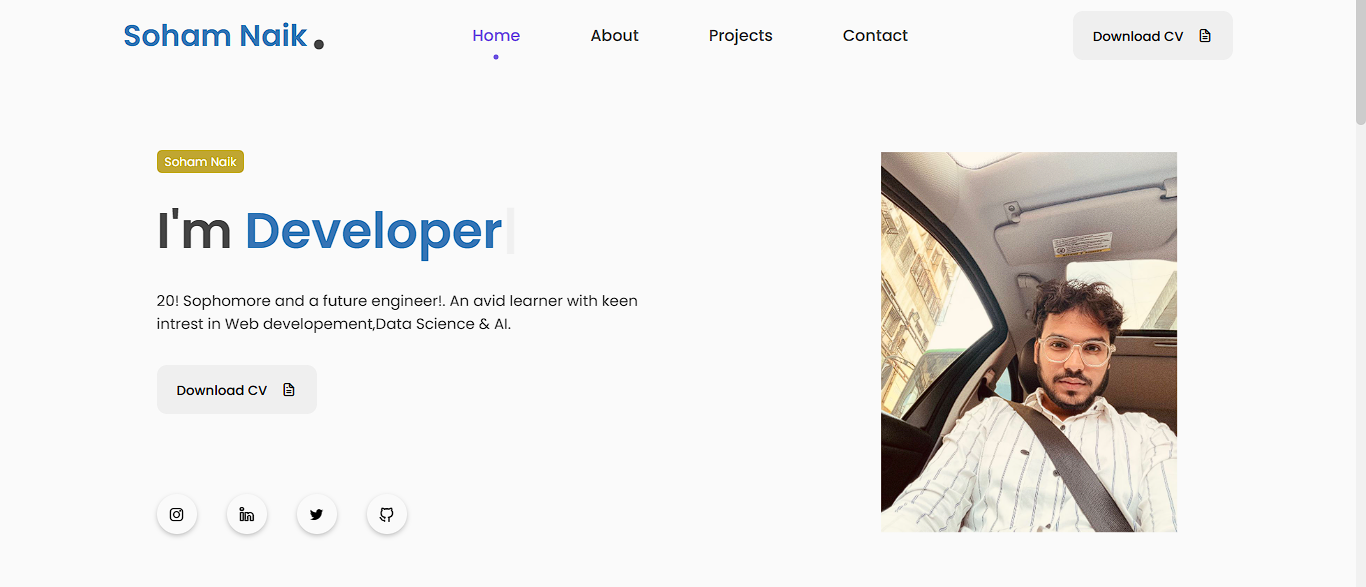 Soham Naik.
Home
About
Projects
Contact
Download CV
Soham Naik
I'm Developer
20! Sophomore and a future engineer!. An avid learner with keen
intrest in Web developement,Data Science & AI.
Download CV